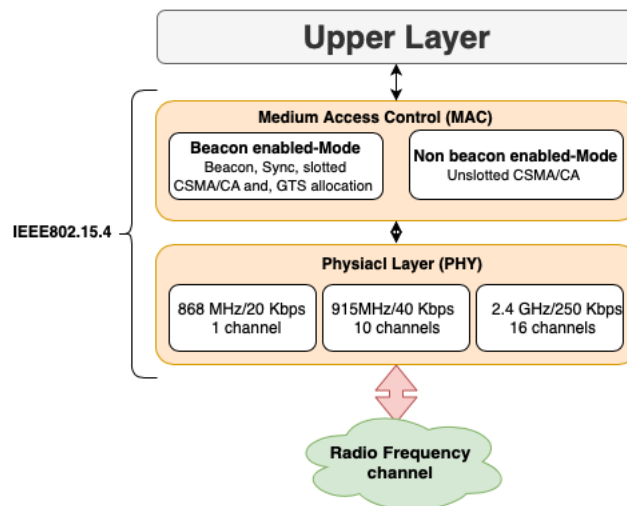 Upper Layer
Medium Access Control (MAC)
Beacon enabled-Mode
Beacon, Sync, slotted
CSMA/CA and, GTS allocation
Non beacon enabled-Mode
Unslotted CSMA/CA
IEEE802.15.4
Physiacl Layer (PHY)
868 MHz/20 Kbps
1 channel
915MHz/40 Kbps
10 channels
2.4 GHz/250 Kbps
16 channels
Radio Frequency
channel